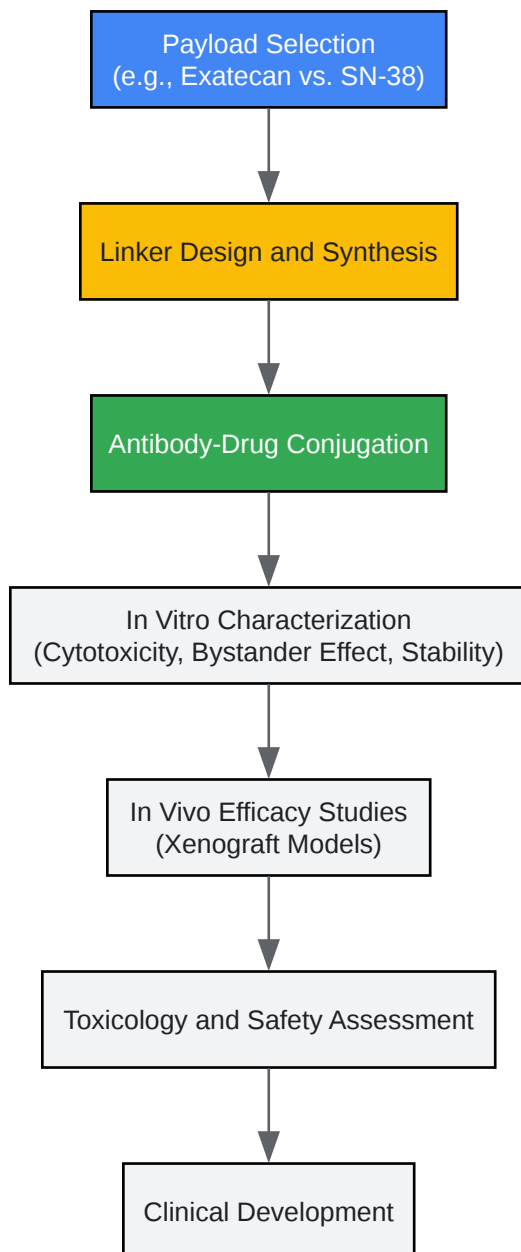 Payload Selection
(e.g., Exatecan vs. SN-38)
Linker Design and Synthesis
Antibody-Drug Conjugation
In Vitro Characterization
(Cytotoxicity, Bystander Effect, Stability)
In Vivo Efficacy Studies
(Xenograft Models)
Toxicology and Safety Assessment
Clinical Development